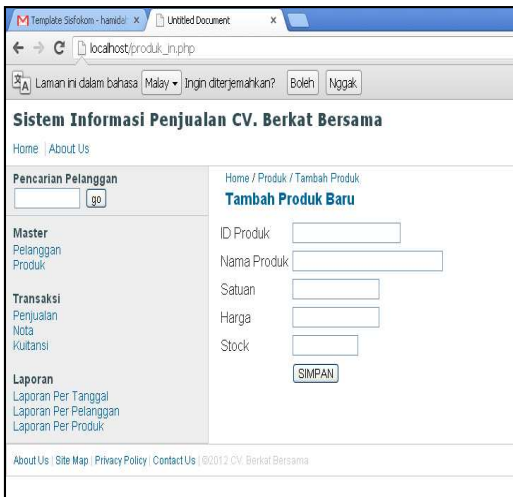 Template Sisfokom - hamidal x
Untitled Document x
localhost/produk_in.php
Laman ini dalam bahasa Malay Ingin diterjemahkan? Boleh Nggak
Sistem Informasi Penjualan CV. Berkat Bersama
Home | About Us
Pencarian Pelanggan
go
Master
Pelanggan
Produk
Transaksi
Penjualan
Nota
Kuitansi
Laporan
Laporan Per Tanggal
Laporan Per Pelanggan
Laporan Per Produk
Home / Produk / Tambah Produk
Tambah Produk Baru
ID Produk
Nama Produk
Satuan
Harga
Stock
SIMPAN
About Us | Site Map | Privacy Policy | Contact Us | ©2012 CV. Berkat Bersama